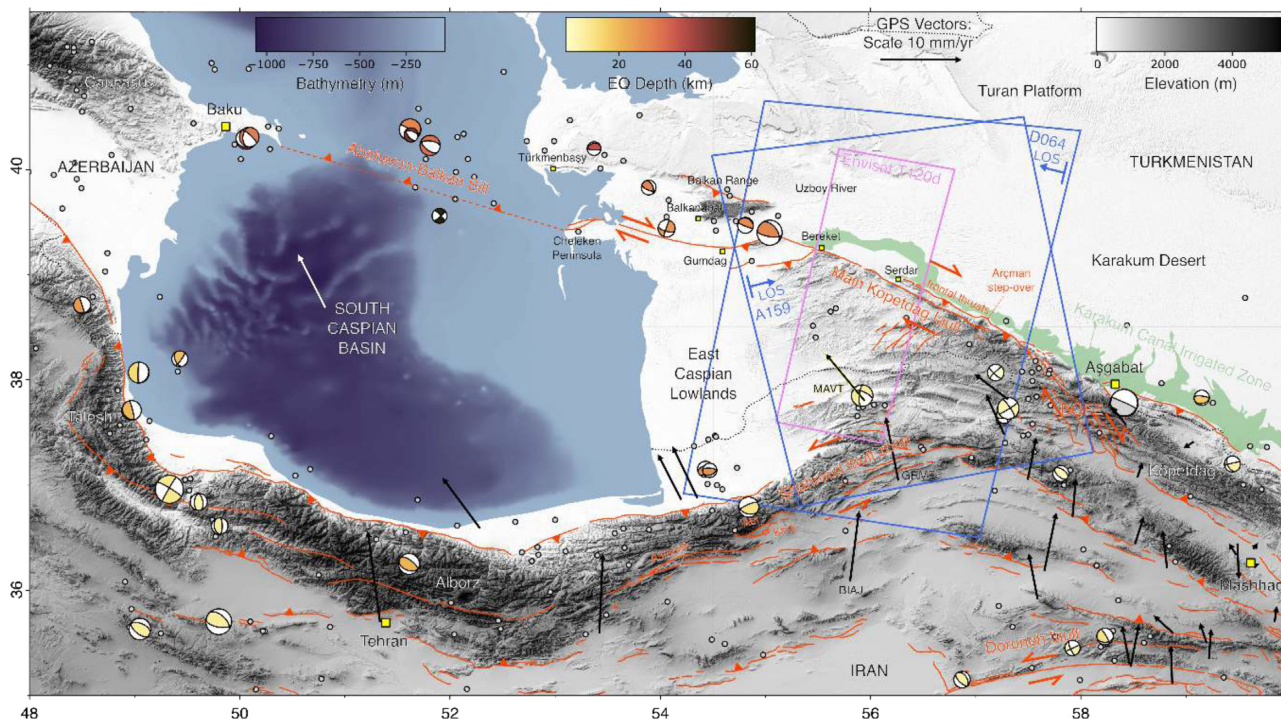 -1000 -750 -500 -250
Bathymetry (m)
20 40 60
EQ Depth (km)
GPS Vectors:
Scale 10 mm/yr
0 2000 4000
Elevation (m)
Caucasus
Baku
AZERBAIJAN
Apsheron-Balkan Sill
Türkmenbaşy
Turan Platform
D064
LOS
TURKMENISTAN
Envisat T120d
Balkan Range
Uzboy River
Balkanabat
Cheleken
Peninsula
Gumdag
Bereket
Serdar
Arçman
step-over
frontal thrusts
Main Kopetdag fault
Karakum Desert
Karakum Canal Irrigated Zone
LOS
A159
SOUTH
CASPIAN
BASIN
East
Caspian
Lowlands
MAVT
Aşgabat
Talesh
Kopetdag
Alborz
BIAJ
Mashhad
Tehran
Doruneh fault
IRAN
40
38
36
48 50 52 54 56 58